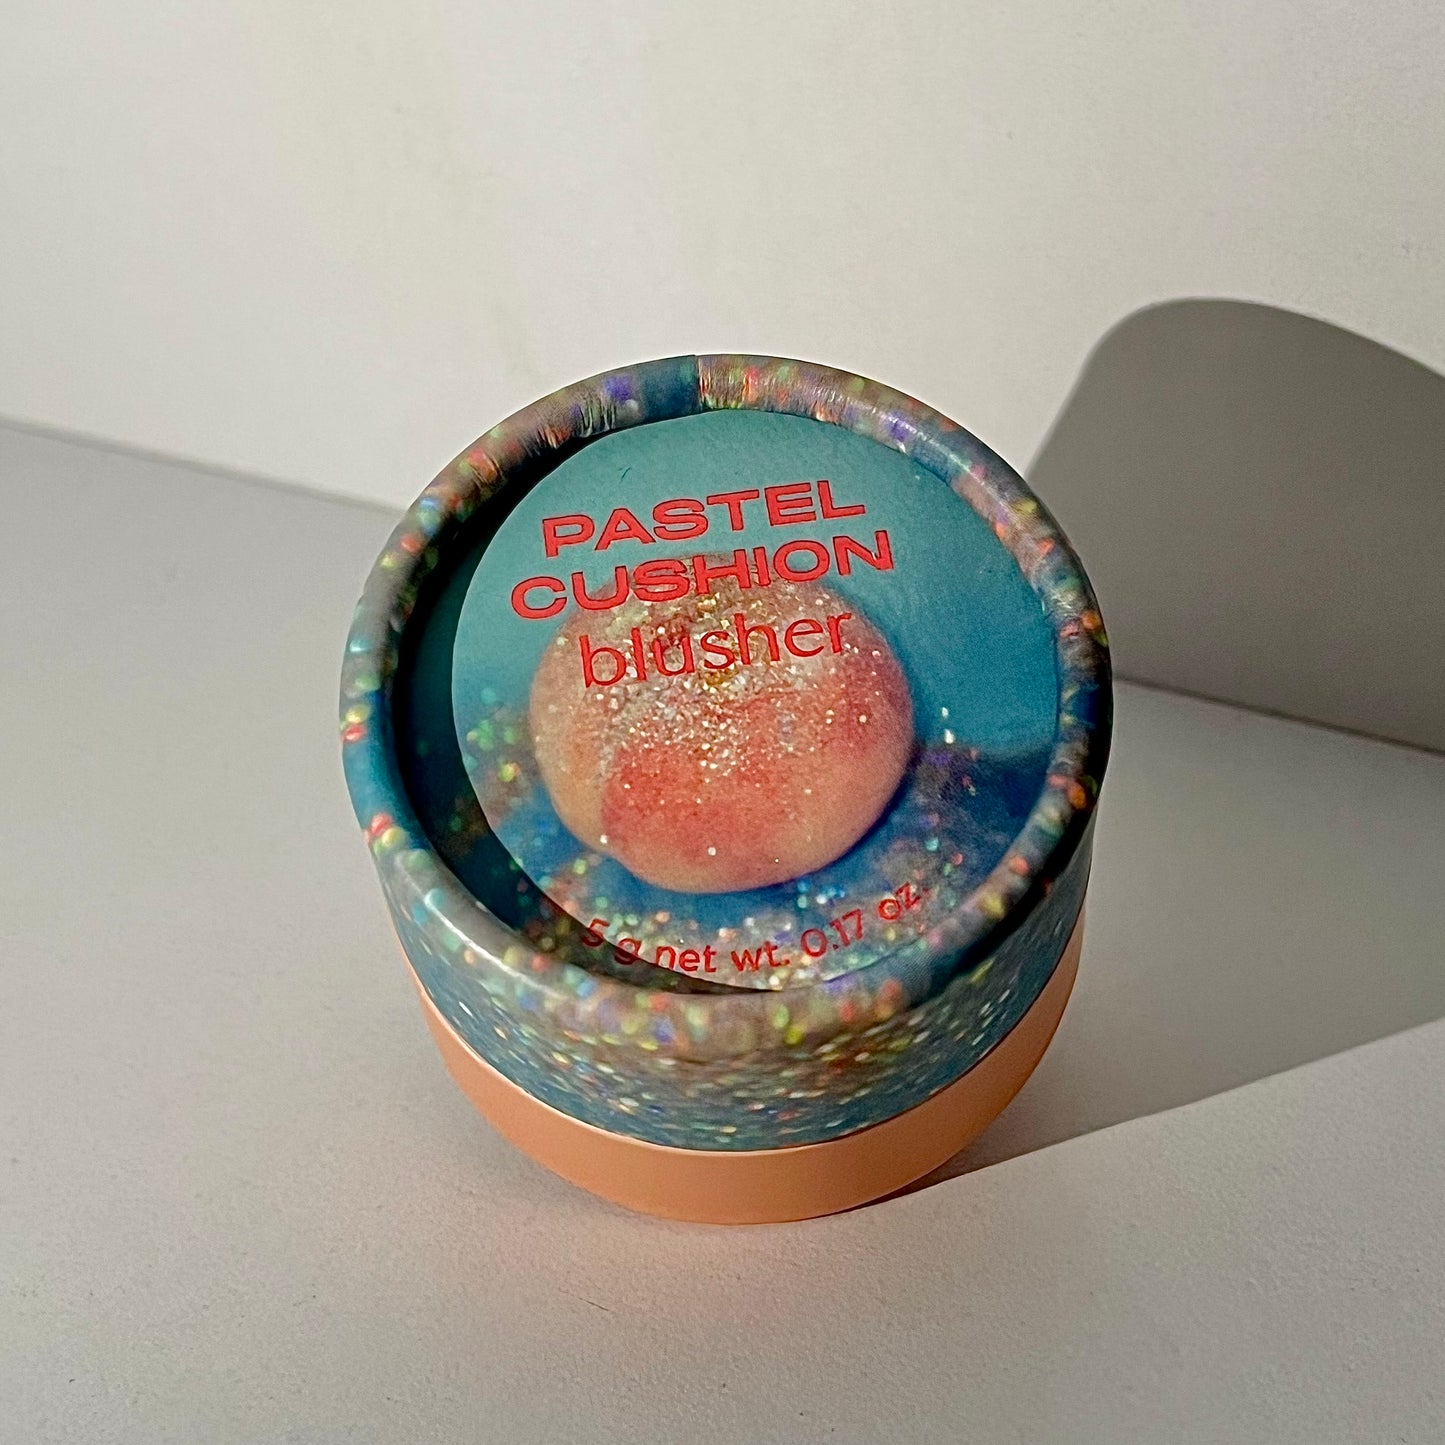 PASTEL
CUSHION
blusher
5 g net wt. 0.17 oz.